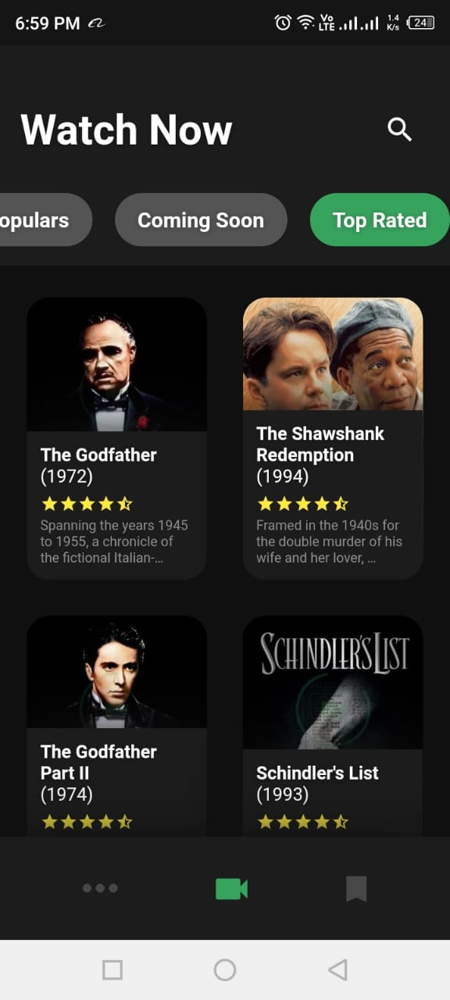 6:59 PM
Vo
LTE
1.4
K/s
24
Watch Now
opulars
Coming Soon
Top Rated
The Godfather
(1972)
Spanning the years 1945
to 1955, a chronicle of
the fictional Italian-...
The Shawshank
Redemption
(1994)
Framed in the 1940s for
the double murder of his
wife and her lover, ...
The Godfather
Part II
(1974)
SCHINDLER'S LIST
Schindler's List
(1993)